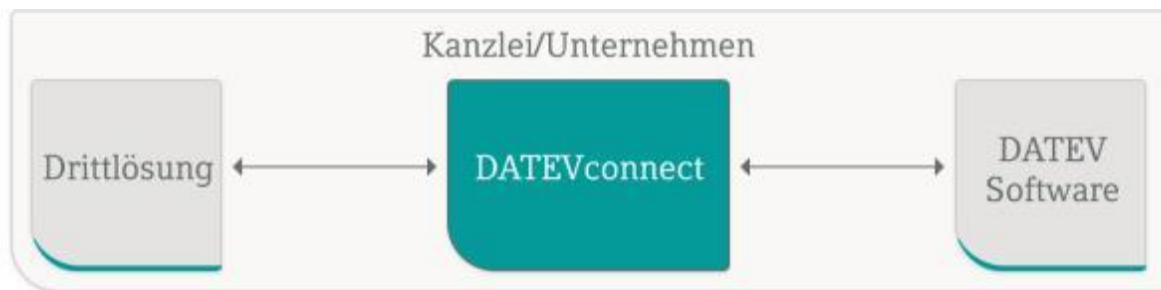 Kanzlei/Unternehmen
Drittlösung
DATEVconnect
DATEV
Software